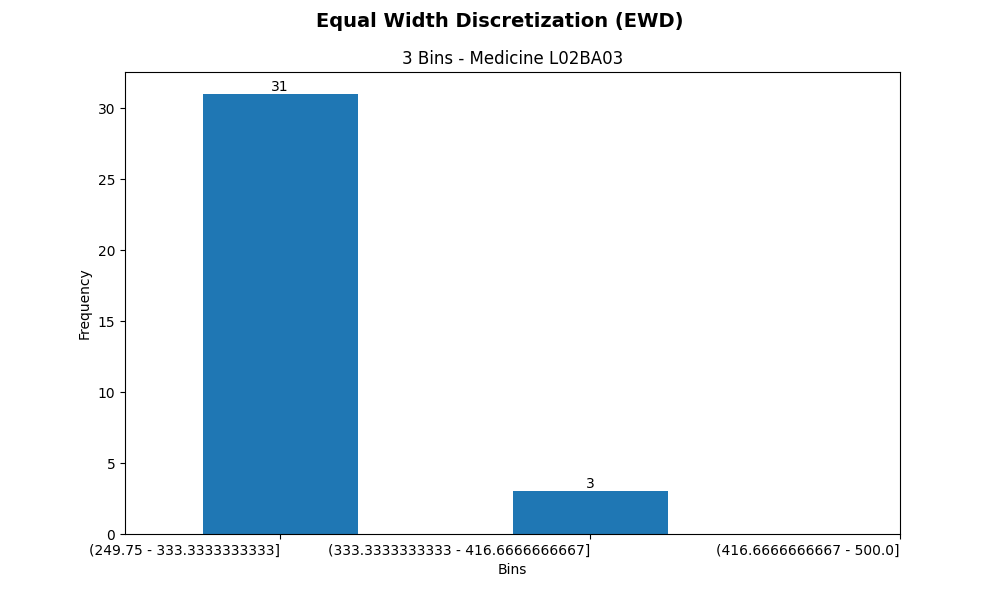 Equal Width Discretization (EWD)
3 Bins - Medicine L02BA03
31
30
25
20
15
10
5
0
3
Frequency
(249.75 - 333.3333333333]
(333.3333333333 - 416.6666666667]
(416.6666666667 - 500.0]
Bins